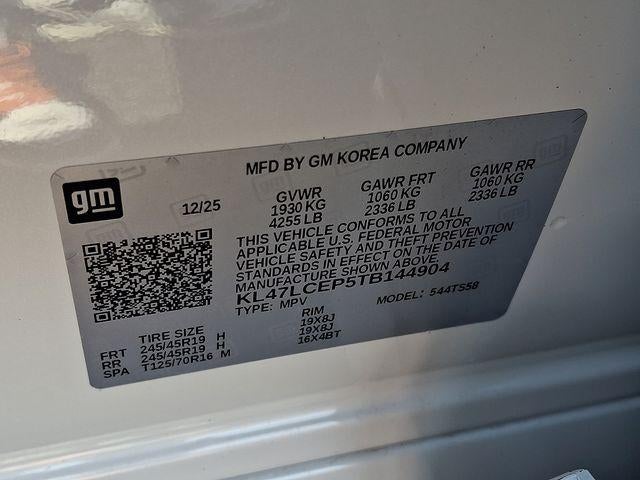 MFD BY GM KOREA COMPANY
gm
12/25
GVWR GAWR FRT GAWR RR
1930 KG 1060 KG 1060 KG
4255 LB 2336 LB 2336 LB
THIS VEHICLE CONFORMS TO ALL
APPLICABLE U.S. FEDERAL MOTOR
VEHICLE SAFETY AND THEFT PREVENTION
STANDARDS IN EFFECT ON THE DATE OF
MANUFACTURE SHOWN ABOVE.
KL47LCEP5TB144904
TYPE: MPV MODEL: 544TS58
TIRE SIZE RIM
FRT 245/45R19 H 19X8J
RR 245/45R19 H 19X8J
SPA T125/70R16 M 16X4BT